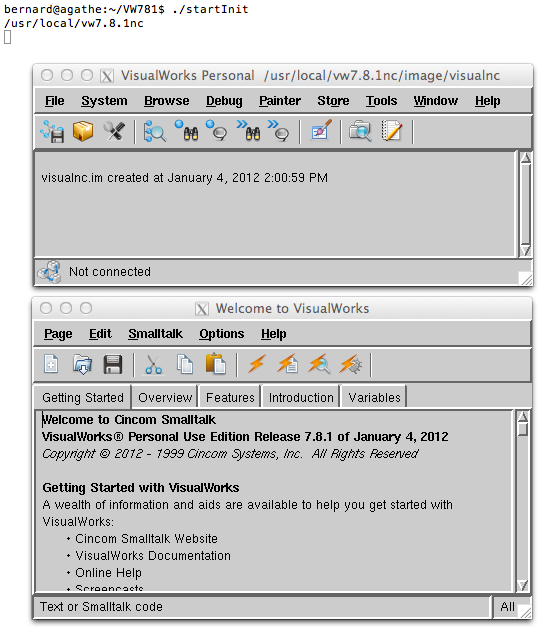 bernard@agathe:~/VW781$ ./startInit
/usr/local/vw7.8.1nc
VisualWorks Personal /usr/local/vw7.8.1nc/image/visualnc
File System Browse Debug Painter Store Tools Window Help
visualnc.im created at January 4, 2012 2:00:59 PM
Not connected
Welcome to VisualWorks
Page Edit Smalltalk Options Help
Getting Started Overview Features Introduction Variables
Welcome to Cincom Smalltalk
VisualWorks® Personal Use Edition Release 7.8.1 of January 4, 2012
Copyright © 2012 - 1999 Cincom Systems, Inc. All Rights Reserved
Getting Started with VisualWorks
A wealth of information and aids are available to help you get started with
VisualWorks:
• Cincom Smalltalk Website
• VisualWorks Documentation
• Online Help
• Screencasts
Text or Smalltalk code All